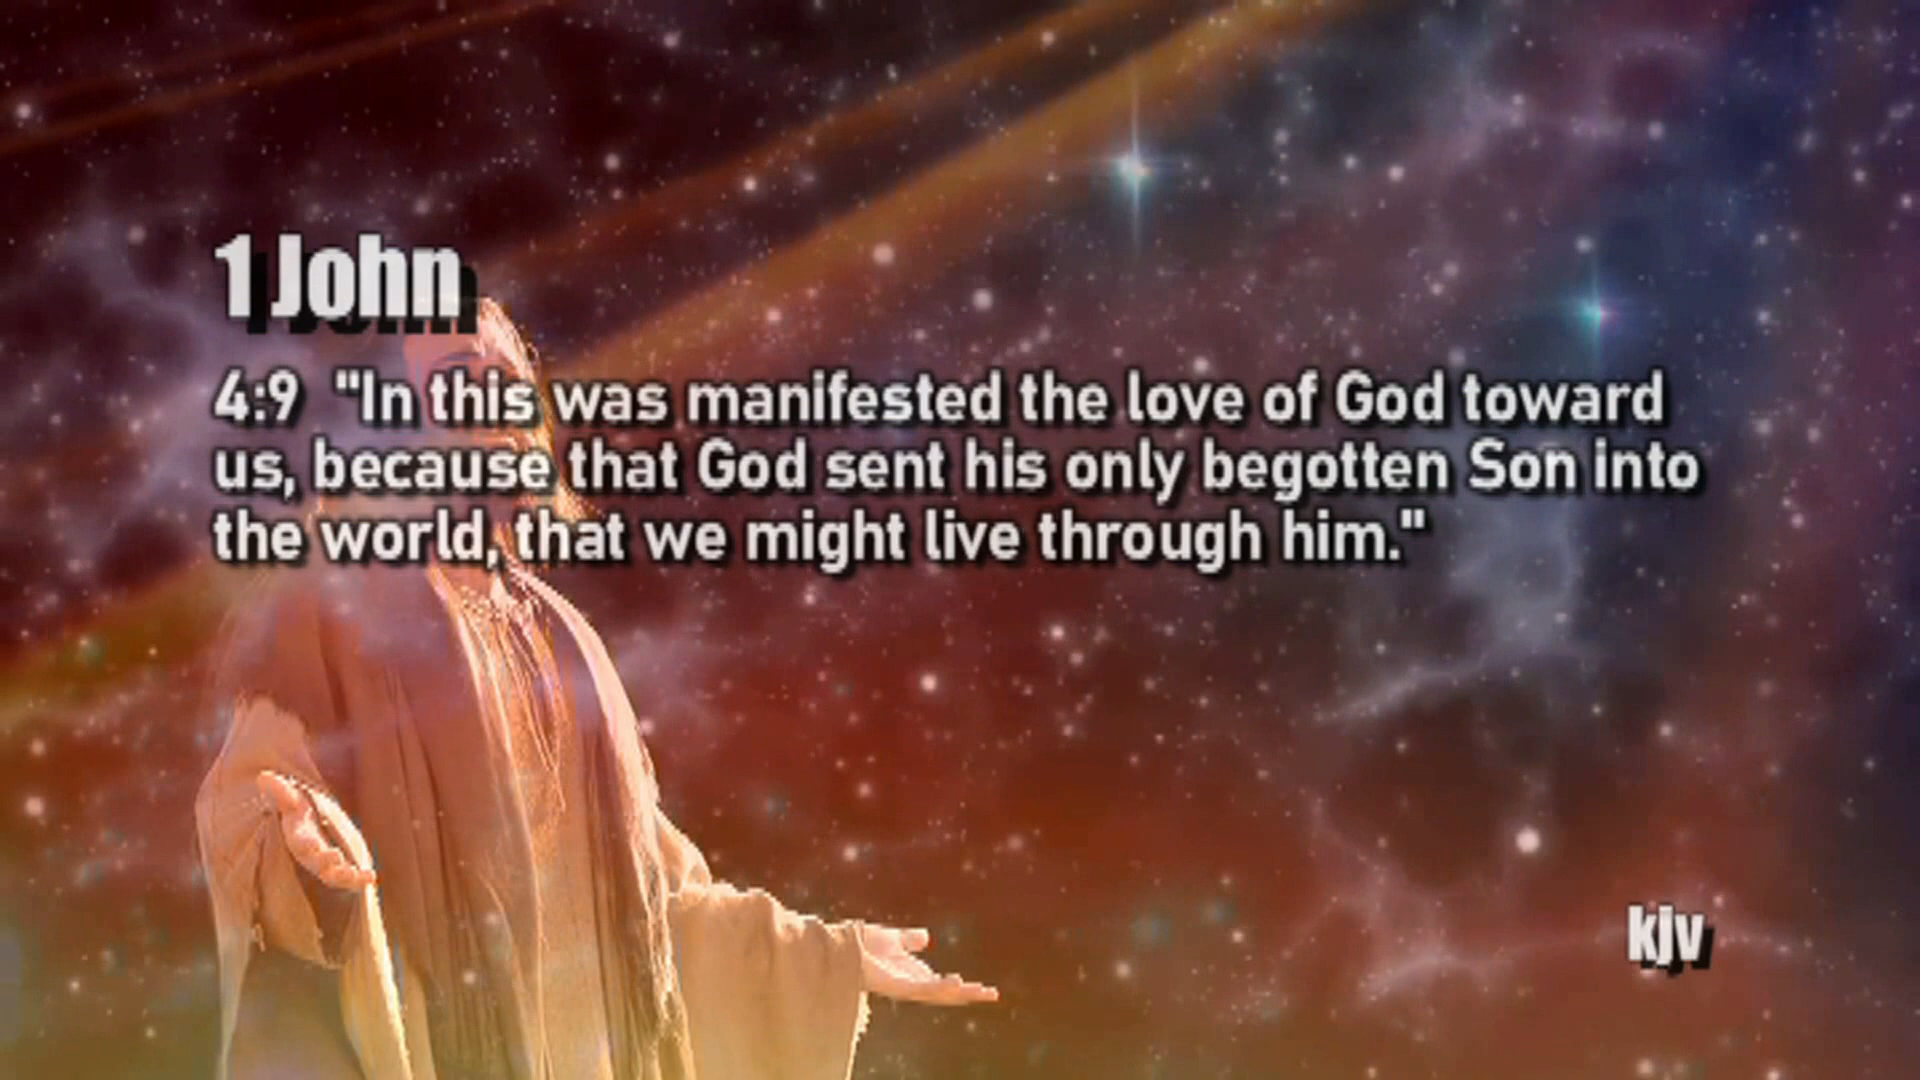 1 John
4:9 "In this was manifested the love of God toward
us, because that God sent his only begotten Son into
the world, that we might live through him."
kjv